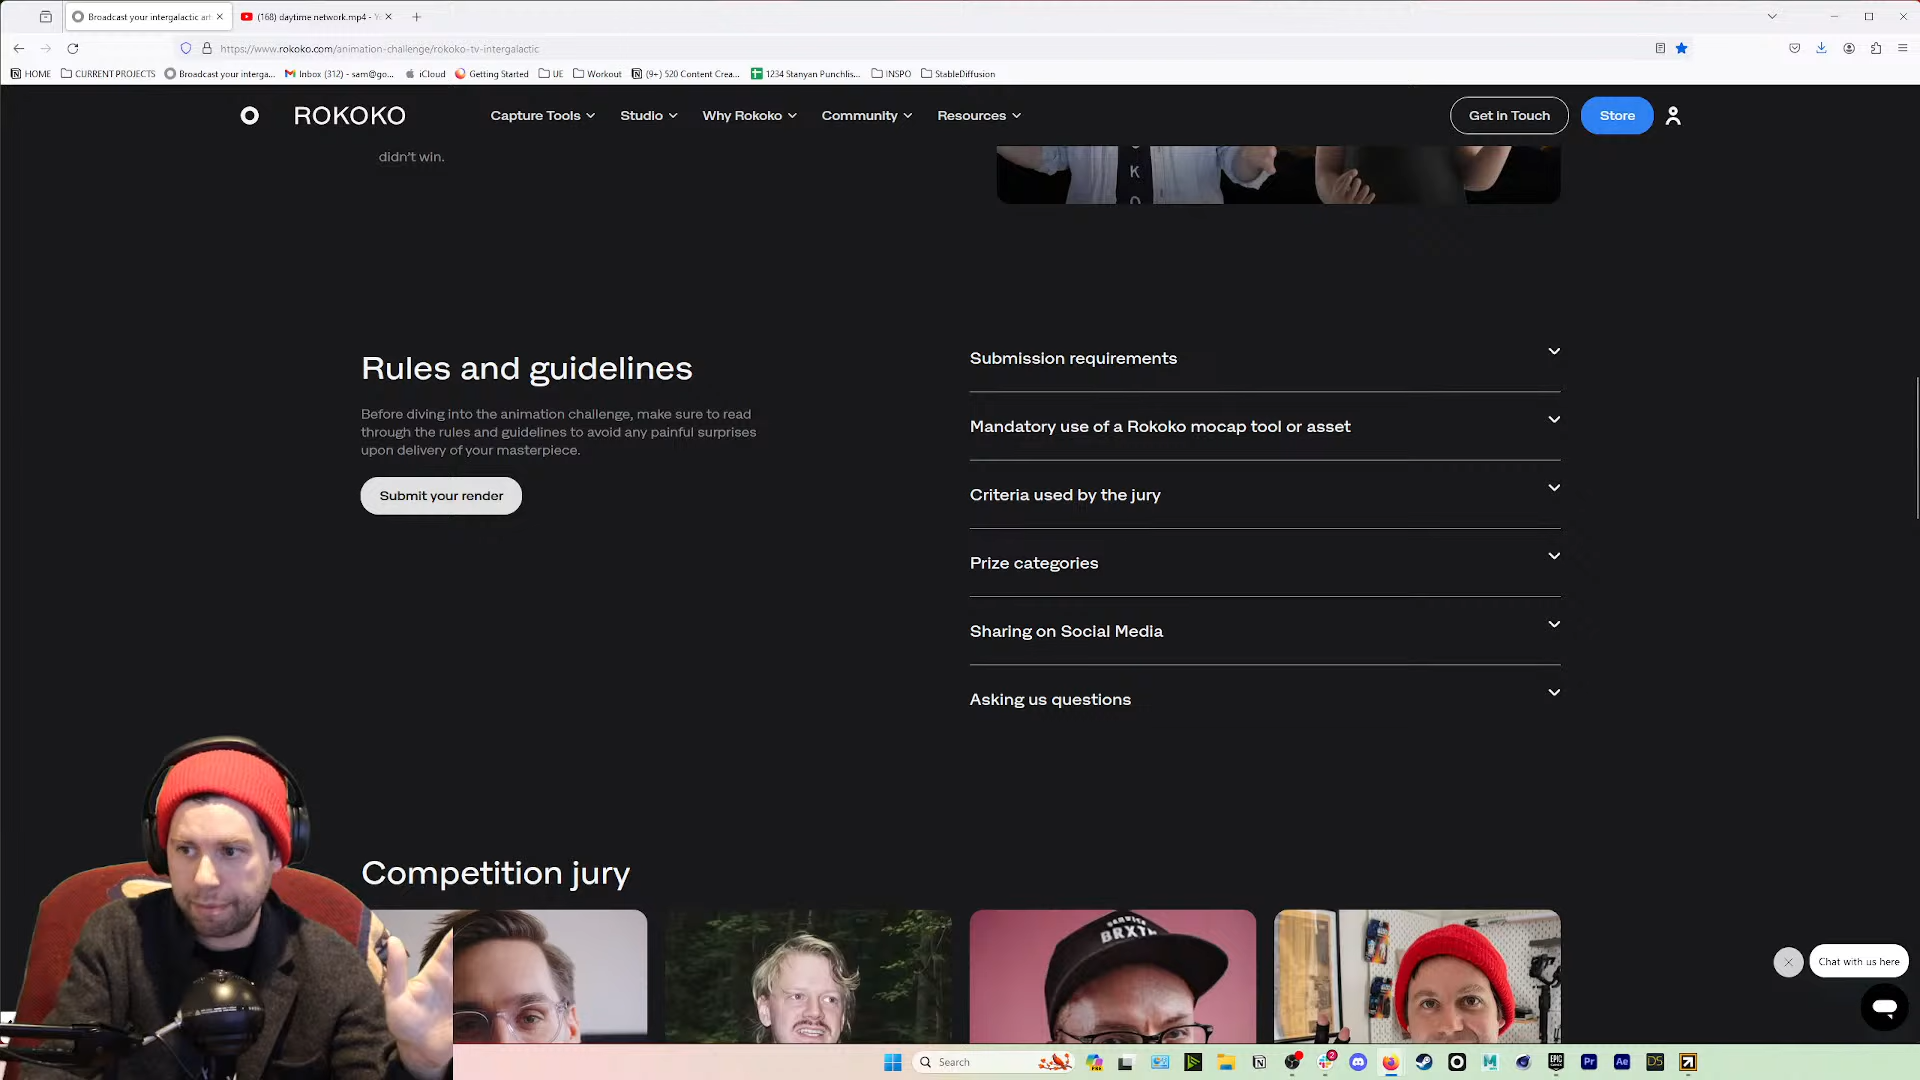 Broadcast your intergalactic ar
(168) daytime network.mp4 -
https://www.rokoko.com/animation-challenge/rokoko-tv-intergalactic
HOME
CURRENT PROJECTS
Broadcast your interga...
Inbox (312) - sam@go...
iCloud
Getting Started
UE
Workout
(9+) 520 Content Crea...
1234 Stanyan Punchlis...
INSPO
StableDiffusion
ROKOKO
Capture Tools
Studio
Why Rokoko
Community
Resources
Get in Touch
Store
didn't win.
K
O
Rules and guidelines
Before diving into the animation challenge, make sure to read
through the rules and guidelines to avoid any painful surprises
upon delivery of your masterpiece.
Submit your render
Submission requirements
Mandatory use of a Rokoko mocap tool or asset
Criteria used by the jury
Prize categories
Sharing on Social Media
Asking us questions
Competition jury
BRXTN
Chat with us here
Search
2
Pr
Ae
DS